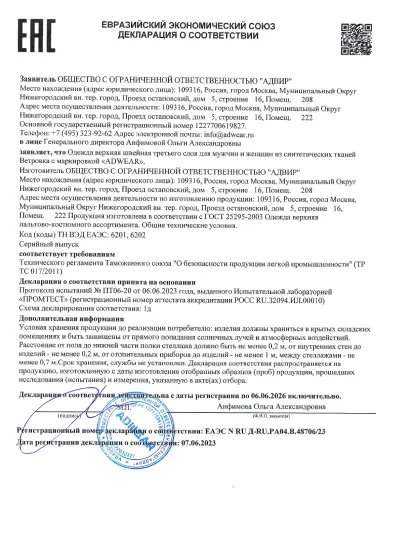 ЕАС
ЕВРАЗИЙСКИЙ ЭКОНОМИЧЕСКИЙ СОЮЗ
ДЕКЛАРАЦИЯ О СООТВЕТСТВИИ
Заявитель ОБЩЕСТВО С ОГРАНИЧЕННОЙ ОТВЕТСТВЕННОСТЬЮ "АДВИР"
Место нахождения (адрес юридического лица): 109316, Россия, город Москва, Муниципальный Округ
Нижегородский вн. тер. город, Проезд остаповский, дом 5, строение 16, Помещ. 208
Адрес места осуществления деятельности: 109316, Россия, город Москва, Муниципальный Округ
Нижегородский вн. тер. город, Проезд остаповский, дом 5, строение 16, Помещ. 222
Основной государственный регистрационный номер 1227700619827.
Телефон: +7 (495) 323-92-62 Адрес электронной почты: info@adwear.ru
в лице Генерального директора Анфимовой Ольги Александровны
заявляет, что Одежда верхняя швейная третьего слоя для мужчин и женщин из синтетических тканей
Ветровка с маркировкой «ADWEAR».
Изготовитель ОБЩЕСТВО С ОГРАНИЧЕННОЙ ОТВЕТСТВЕННОСТЬЮ "АДВИР"
Место нахождения (адрес юридического лица): 109316, Россия, город Москва, Муниципальный Округ
Нижегородский вн. тер. город, Проезд остаповский, дом 5, строение 16, Помещ. 208
Адрес места осуществления деятельности по изготовлению продукции: 109316, Россия, город
Москва, Муниципальный Округ Нижегородский вн. тер. город, Проезд остаповский, дом 5, строение 16,
Помещ. 222 Продукция изготовлена в соответствии с ГОСТ 25295-2003 Одежда верхняя
пальтово-костюмного ассортимента. Общие технические условия.
Код (коды) ТН ВЭД ЕАЭС: 6201, 6202
Серийный выпуск
соответствует требованиям
Технического регламента Таможенного союза "О безопасности продукции легкой промышленности" (ТР
ТС 017/2011)
Декларация о соответствии принята на основании
Протокола испытаний № ПТ06-20 от 06.06.2023 года, выданного Испытательной лабораторией
«ПРОМТЕСТ» (регистрационный номер аттестата аккредитации РОСС RU.32094.ИЛ.00010)
Схема декларирования соответствия: 1д
Дополнительная информация
Условия хранения продукции до реализации потребителю: изделия должны храниться в крытых складских
помещениях и быть защищены от прямого попадания солнечных лучей и атмосферных воздействий.
Расстояние от пола до нижней части полки стеллажа должно быть не менее 0,2 м, от внутренних стен до
изделий - не менее 0,2 м, от отопительных приборов до изделий - не менее 1 м, между стеллажами - не
менее 0,7 м.Срок хранения, службы не установлен. Декларация соответствия распространяется на
продукцию, изготовленную с даты изготовления отобранных образцов (проб) продукции, прошедших
исследования (испытания) и измерения, указанную в акте(ах) отбора.
Декларация о соответствии действительна с даты регистрации по 06.06.2026 включительно.
М.П. Анфимова Ольга Александровна
(подпись) (Ф.И.О. заявителя)
ADWEAR
Регистрационный номер декларации о соответствии: ЕАЭС N RU Д-RU.РА04.В.48706/23
Дата регистрации декларации о соответствии: 07.06.2023